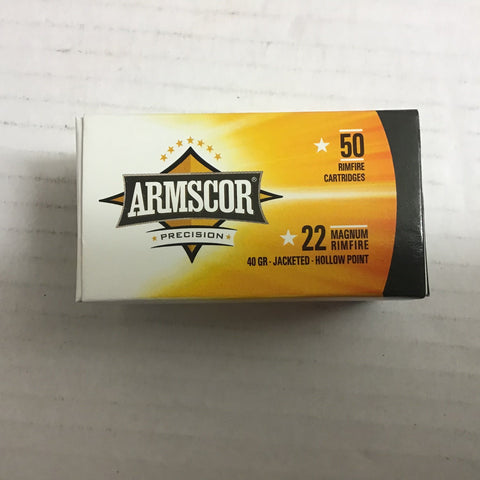 ARMSCOR®
PRECISION
50
RIMFIRE
CARTRIDGES
22 MAGNUM
RIMFIRE
40 GR · JACKETED · HOLLOW POINT